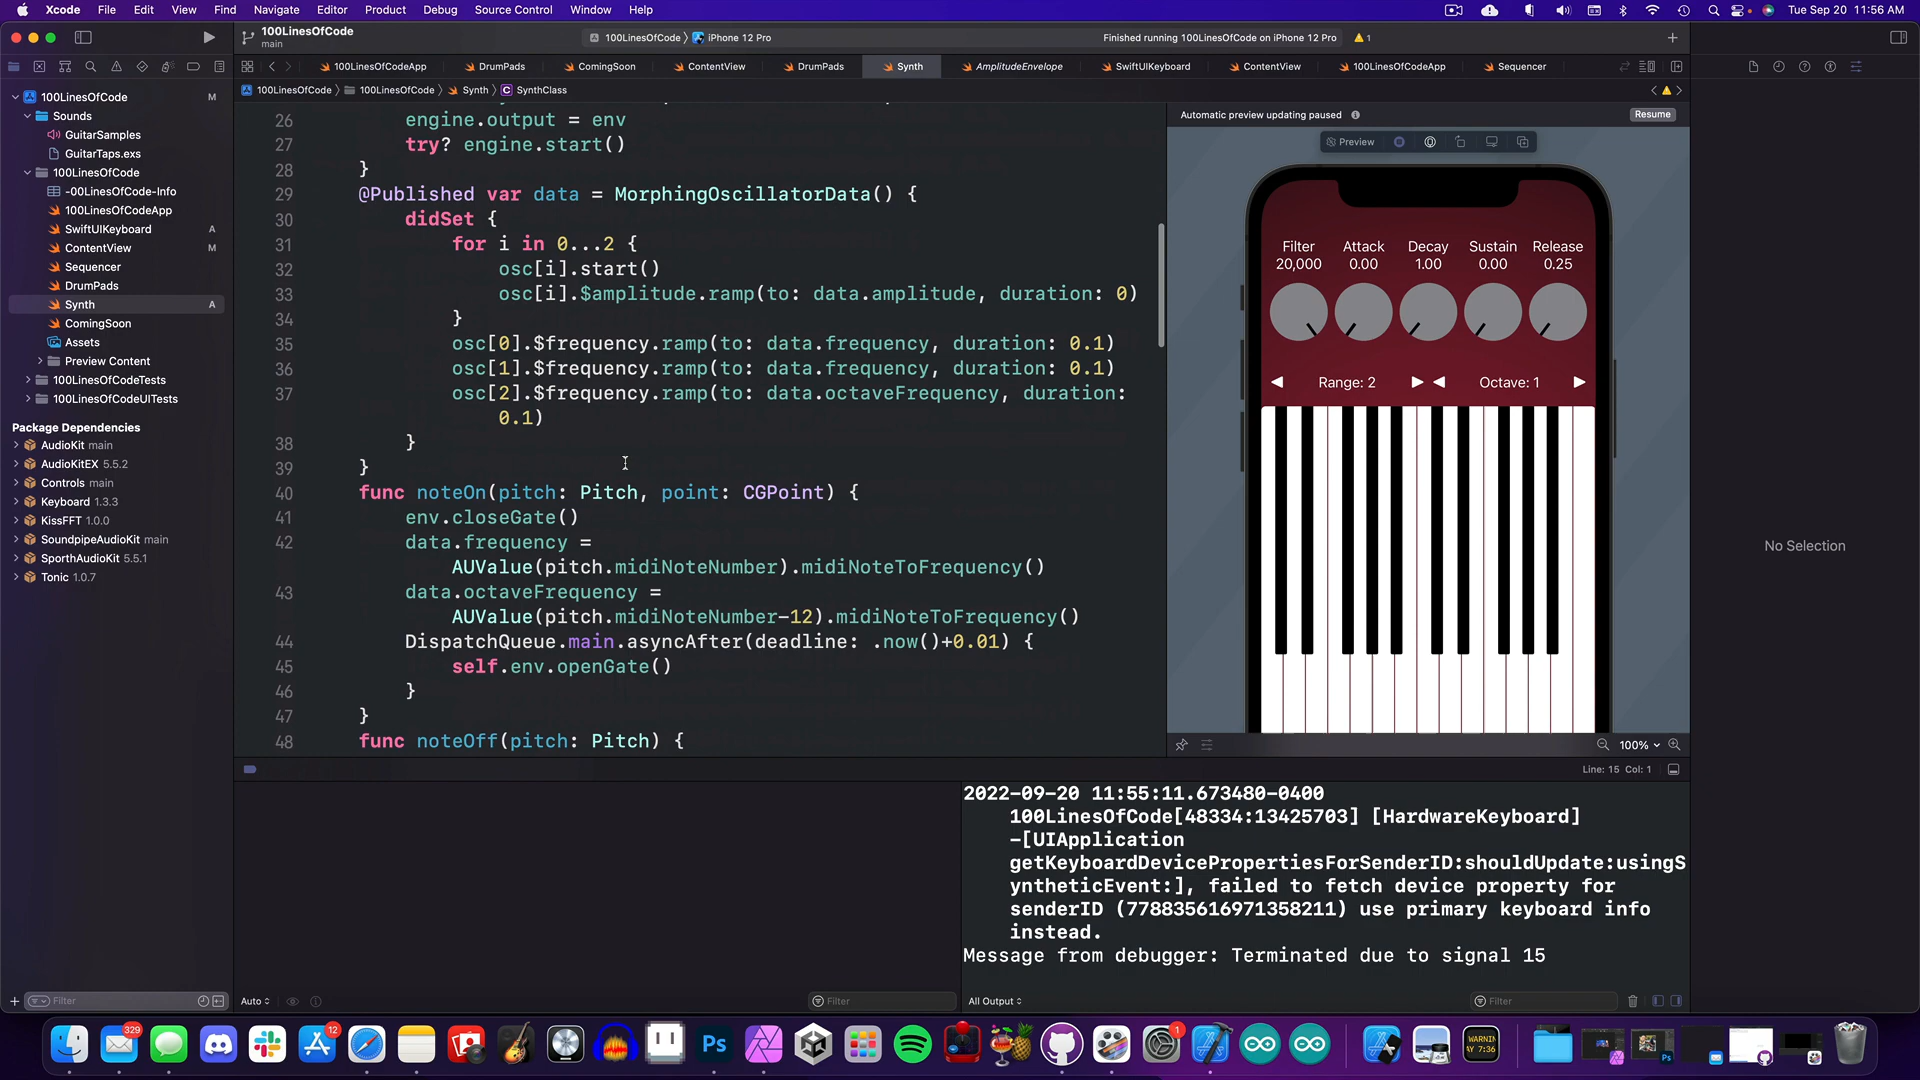 Xcode File Edit View Find Navigate Editor Product Debug Source Control Window Help Tue Sep 20 11:56 AM
100LinesOfCode
main
100LinesOfCode iPhone 12 Pro
Finished running 100LinesOfCode on iPhone 12 Pro 1
100LinesOfCodeApp DrumPads ComingSoon ContentView DrumPads Synth AmplitudeEnvelope SwiftUIKeyboard ContentView 100LinesOfCodeApp Sequencer
100LinesOfCode 100LinesOfCode Synth SynthClass
100LinesOfCode M
Sounds
GuitarSamples
GuitarTaps.exs
100LinesOfCode
-00LinesOfCode-Info
100LinesOfCodeApp
SwiftUIKeyboard A
ContentView M
Sequencer
DrumPads
Synth A
ComingSoon
Assets
Preview Content
100LinesOfCodeTests
100LinesOfCodeUITests
Package Dependencies
AudioKit main
AudioKitEX 5.5.2
Controls main
Keyboard 1.3.3
KissFFT 1.0.0
SoundpipeAudioKit main
SporthAudioKit 5.5.1
Tonic 1.0.7
Filter
26 engine.output = env
27 try? engine.start()
28 }
29 @Published var data = MorphingOscillatorData() {
30 didSet {
31 for i in 0...2 {
32 osc[i].start()
33 osc[i].$amplitude.ramp(to: data.amplitude, duration: 0)
34 }
35 osc[0].$frequency.ramp(to: data.frequency, duration: 0.1)
36 osc[1].$frequency.ramp(to: data.frequency, duration: 0.1)
37 osc[2].$frequency.ramp(to: data.octaveFrequency, duration:
0.1)
38 }
39 }
40 func noteOn(pitch: Pitch, point: CGPoint) {
41 env.closeGate()
42 data.frequency =
AUValue(pitch.midiNoteNumber).midiNoteToFrequency()
43 data.octaveFrequency =
AUValue(pitch.midiNoteNumber-12).midiNoteToFrequency()
44 DispatchQueue.main.asyncAfter(deadline: .now()+0.01) {
45 self.env.openGate()
46 }
47 }
48 func noteOff(pitch: Pitch) {
Automatic preview updating paused
Resume
Preview
Filter Attack Decay Sustain Release
20,000 0.00 1.00 0.00 0.25
Range: 2 Octave: 1
100%
No Selection
Line: 15 Col: 1
2022-09-20 11:55:11.673480-0400
100LinesOfCode[48334:13425703] [HardwareKeyboard]
-[UIApplication
getKeyboardDevicePropertiesForSenderID:shouldUpdate:usingS
yntheticEvent:], failed to fetch device property for
senderID (778835616971358211) use primary keyboard info
instead.
Message from debugger: Terminated due to signal 15
Auto
Filter
All Output
Filter
329
12
1
Ps
WARNIN
AY 7:36